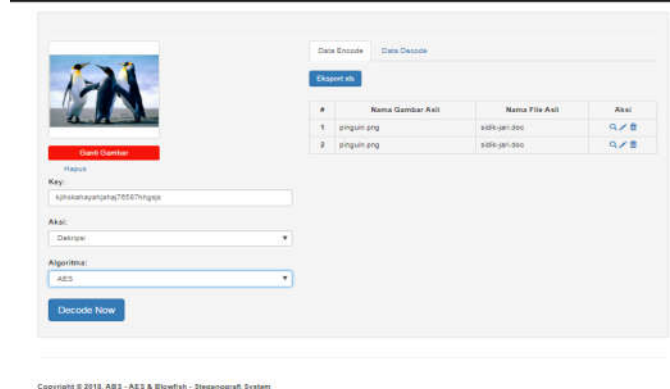 Data Encode Data Decode
Eksport xls
# Nama Gambar Asli Nama File Asli Aksi
1 pinguin.png sidik-jari.doc
2 pinguin.png sidik-jari.doc
Ganti Gambar
Hapus
Key:
Aksi:
Dekripsi
Algoritma:
AES
Decode Now
Copyright © 2018. ABS - AES & Blowfish - Steganografi System